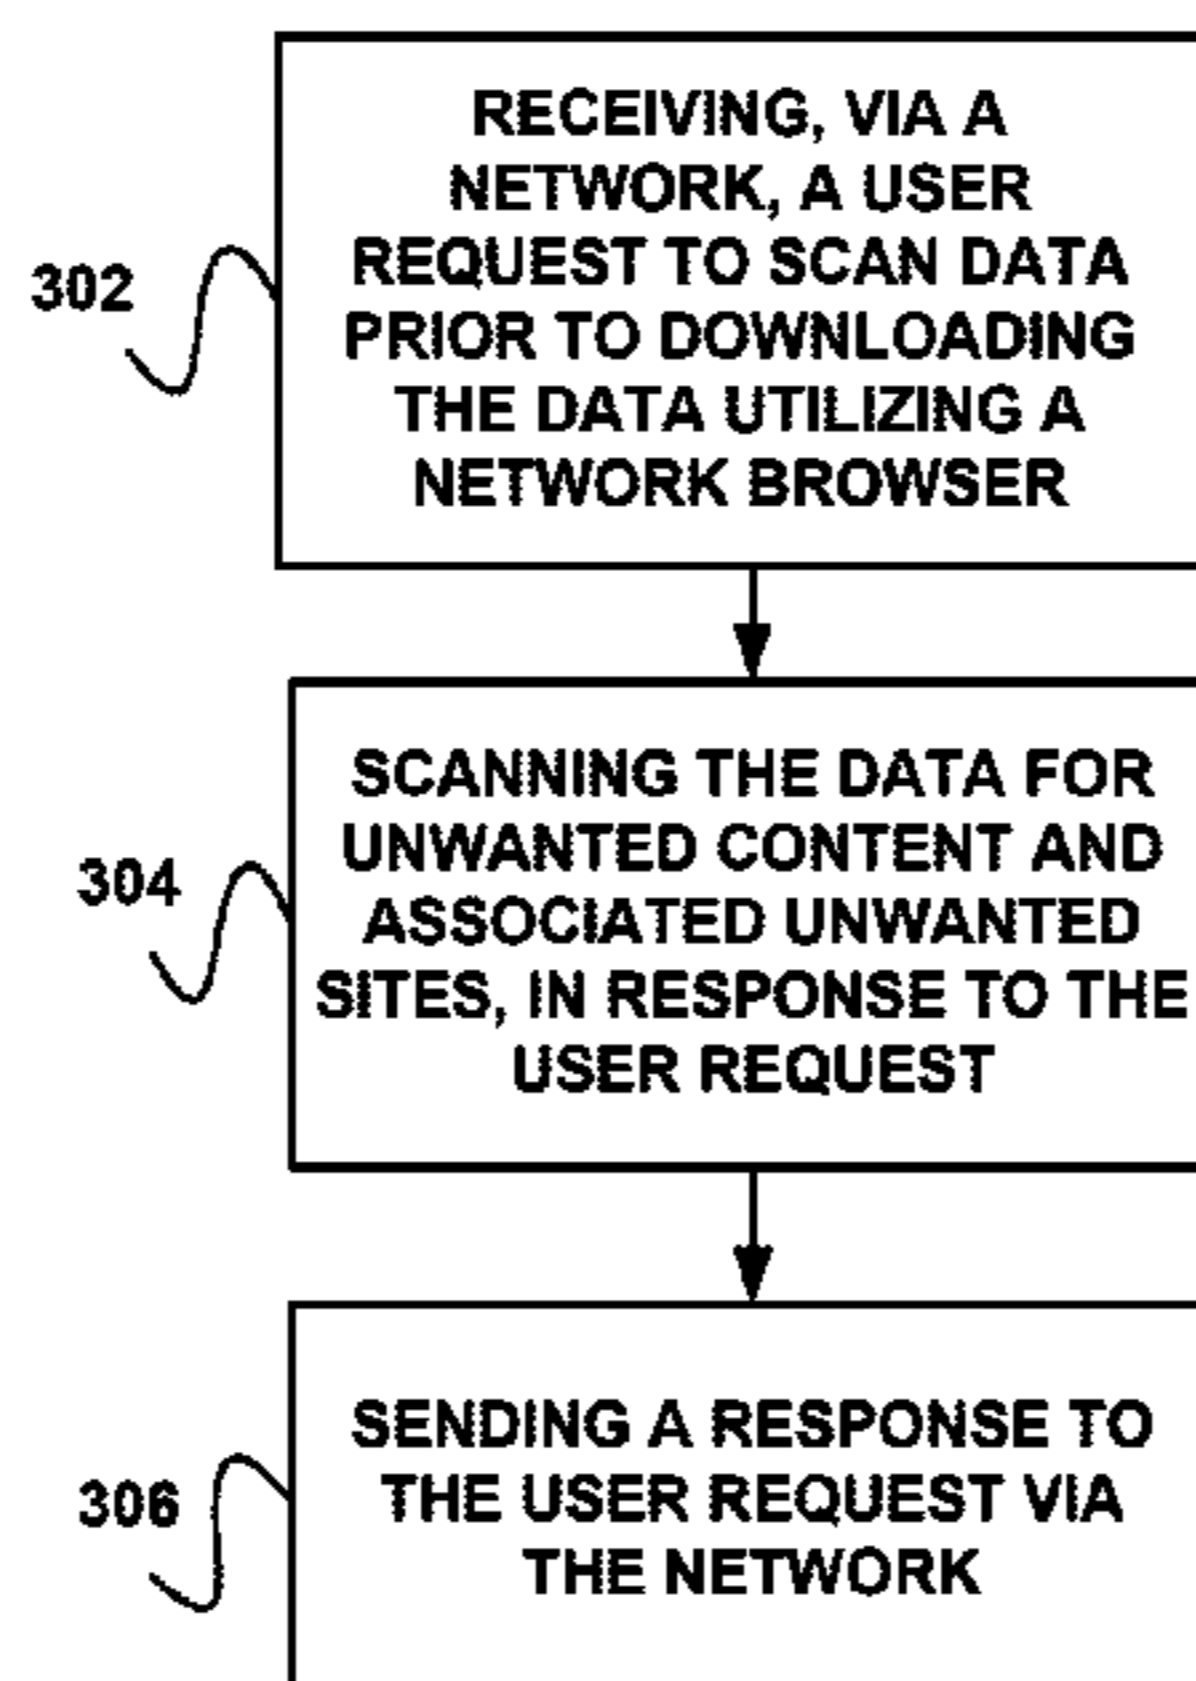 RECEIVING, VIA A
NETWORK, A USER
REQUEST TO SCAN DATA
PRIOR TO DOWNLOADING
THE DATA UTILIZING A
NETWORK BROWSER
302
SCANNING THE DATA FOR
UNWANTED CONTENT AND
ASSOCIATED UNWANTED
SITES, IN RESPONSE TO THE
USER REQUEST
304
SENDING A RESPONSE TO
THE USER REQUEST VIA
THE NETWORK
306